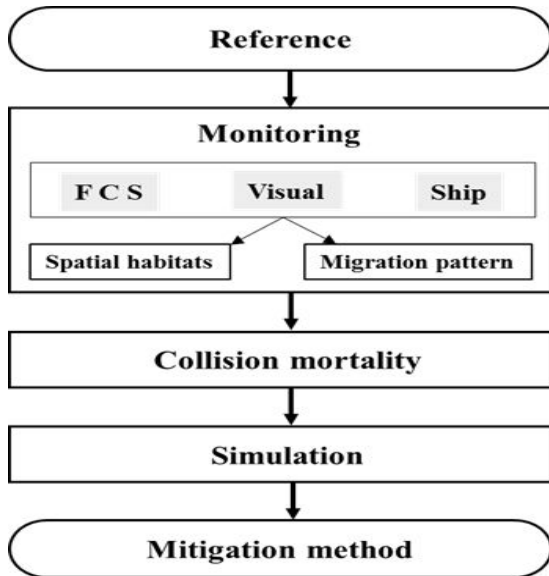 Reference
Monitoring
F C S Visual Ship
Spatial habitats Migration pattern
Collision mortality
Simulation
Mitigation method